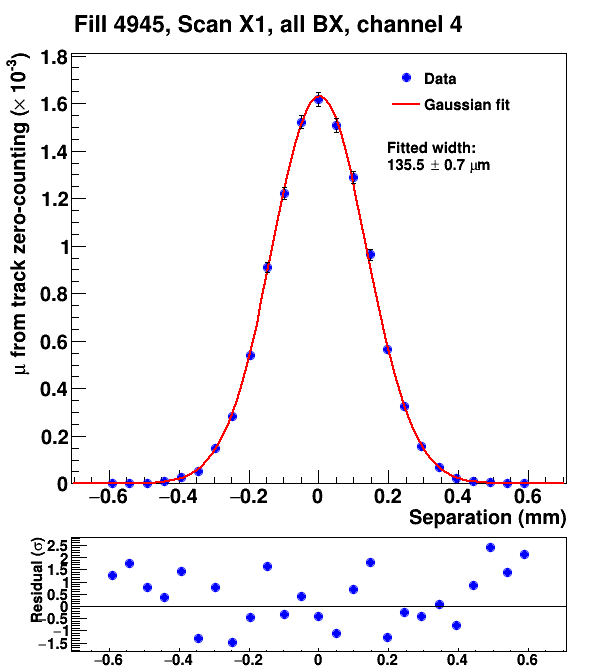 Fill 4945, Scan X1, all BX, channel 4
μ from track zero-counting (× 10⁻³)
1.8
1.6
1.4
1.2
1
0.8
0.6
0.4
0.2
0
Data
Gaussian fit
Fitted width:
135.5 ± 0.7 μm
−0.6 −0.4 −0.2 0 0.2 0.4 0.6
Separation (mm)
Residual (σ)
2.5
2
1.5
1
0.5
0
−0.5
−1
−1.5
−0.6 −0.4 −0.2 0 0.2 0.4 0.6